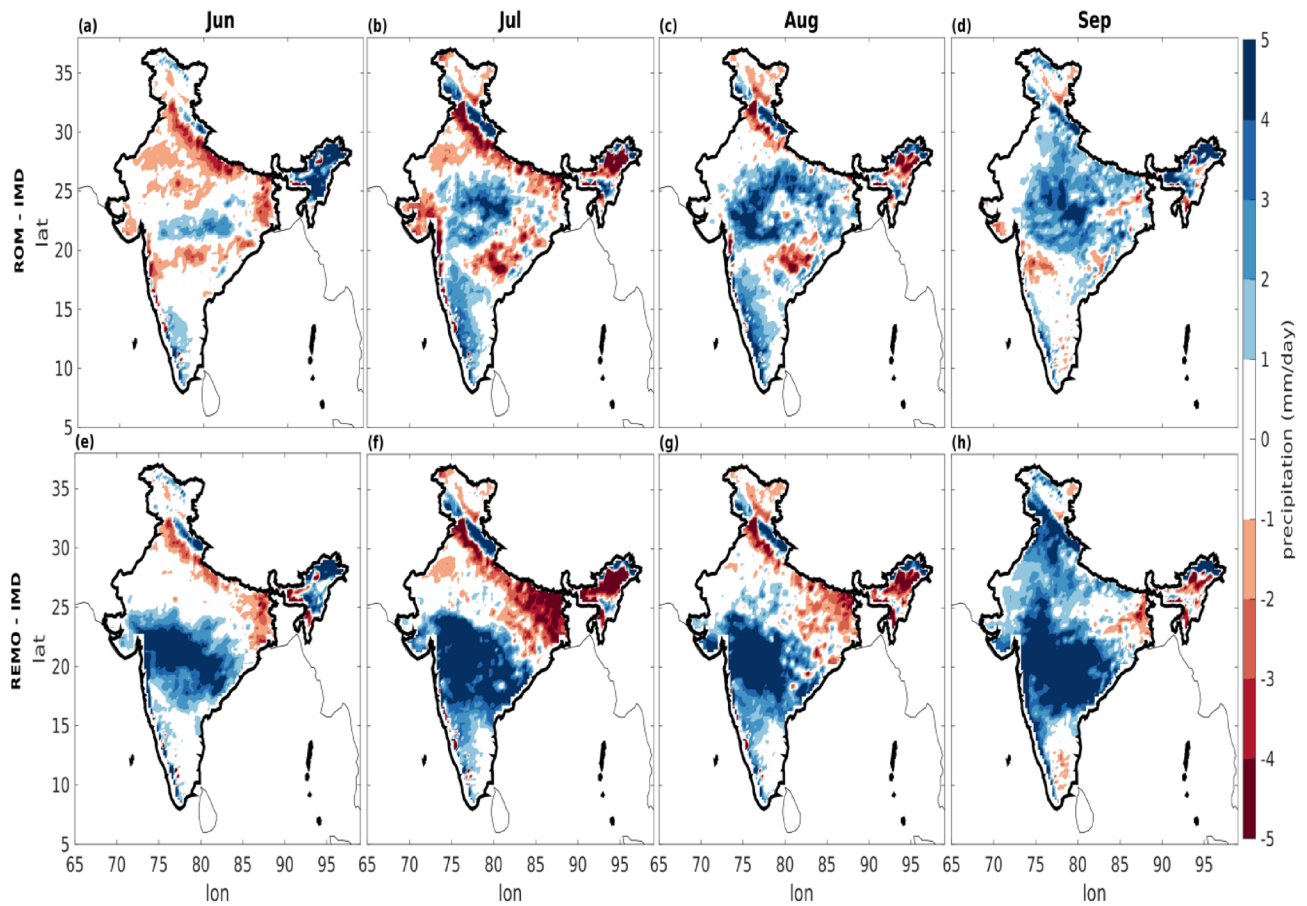 Jun Jul Aug Sep
(a) (b) (c) (d)
ROM - IMD
lat
35
30
25
20
15
10
5
(e) (f) (g) (h)
REMO - IMD
lat
35
30
25
20
15
10
5
65 70 75 80 85 90 95 65 70 75 80 85 90 95 65 70 75 80 85 90 95 65 70 75 80 85 90 95
lon lon lon lon
5
4
3
2
1
0
-1
-2
-3
-4
-5
precipitation (mm/day)